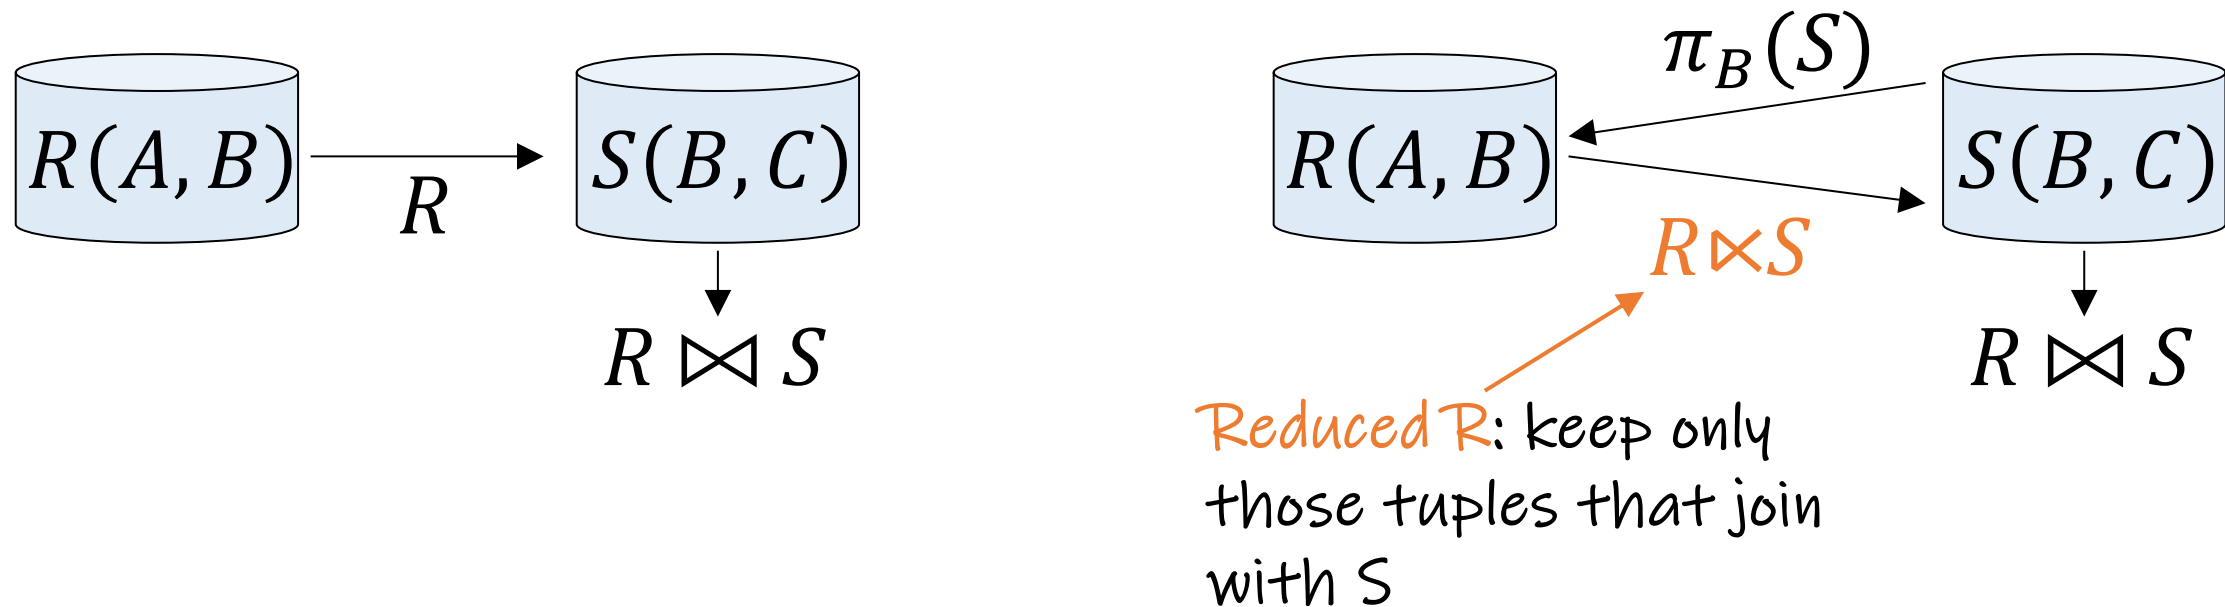 R(A, B)
R
S(B, C)
R ⋈ S
π_B(S)
R(A, B)
S(B, C)
R⋉S
R ⋈ S
Reduced R: keep only
those tuples that join
with S